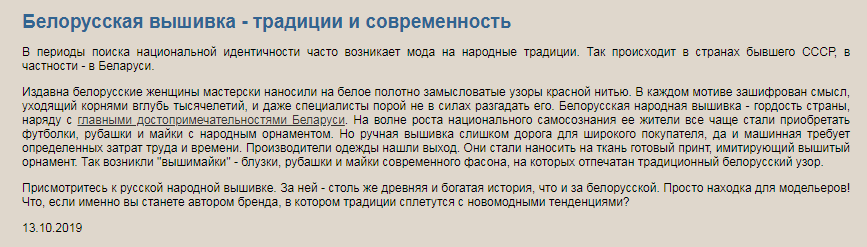 Белорусская вышивка - традиции и современность
В периоды поиска национальной идентичности часто возникает мода на народные традиции. Так происходит в странах бывшего СССР, в
частности - в Беларуси.
Издавна белорусские женщины мастерски наносили на белое полотно замысловатые узоры красной нитью. В каждом мотиве зашифрован смысл,
уходящий корнями вглубь тысячелетий, и даже специалисты порой не в силах разгадать его. Белорусская народная вышивка - гордость страны,
наряду с главными достопримечательностями Беларуси. На волне роста национального самосознания ее жители все чаще стали приобретать
футболки, рубашки и майки с народным орнаментом. Но ручная вышивка слишком дорога для широкого покупателя, да и машинная требует
определенных затрат труда и времени. Производители одежды нашли выход. Они стали наносить на ткань готовый принт, имитирующий вышитый
орнамент. Так возникли "вышимайки" - блузки, рубашки и майки современного фасона, на которых отпечатан традиционный белорусский узор.
Присмотритесь к русской народной вышивке. За ней - столь же древняя и богатая история, что и за белорусской. Просто находка для модельеров!
Что, если именно вы станете автором бренда, в котором традиции сплетутся с новомодными тенденциями?
13.10.2019